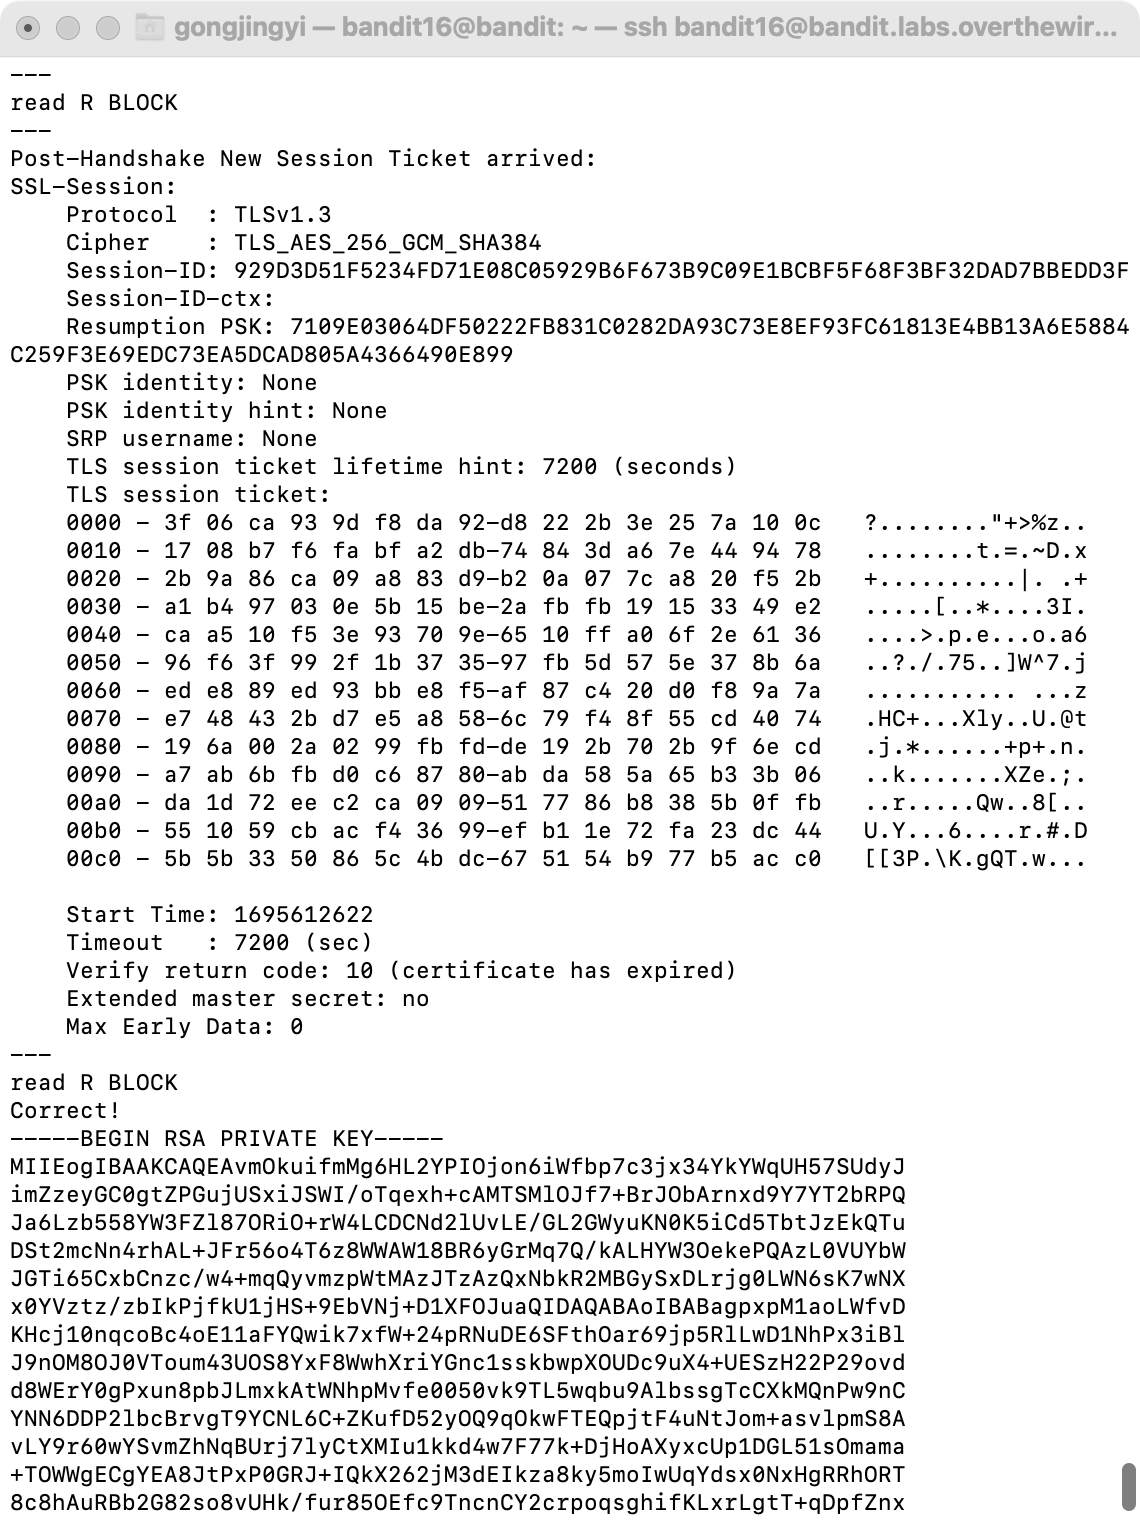 gongjingyi — bandit16@bandit: ~ — ssh bandit16@bandit.labs.overthewir...
---
read R BLOCK
---
Post-Handshake New Session Ticket arrived:
SSL-Session:
    Protocol  : TLSv1.3
    Cipher    : TLS_AES_256_GCM_SHA384
    Session-ID: 929D3D51F5234FD71E08C05929B6F673B9C09E1BCBF5F68F3BF32DAD7BBEDD3F
    Session-ID-ctx:
    Resumption PSK: 7109E03064DF50222FB831C0282DA93C73E8EF93FC61813E4BB13A6E5884
C259F3E69EDC73EA5DCAD805A4366490E899
    PSK identity: None
    PSK identity hint: None
    SRP username: None
    TLS session ticket lifetime hint: 7200 (seconds)
    TLS session ticket:
    0000 - 3f 06 ca 93 9d f8 da 92-d8 22 2b 3e 25 7a 10 0c   ?........"+>%z..
    0010 - 17 08 b7 f6 fa bf a2 db-74 84 3d a6 7e 44 94 78   ........t.=.~D.x
    0020 - 2b 9a 86 ca 09 a8 83 d9-b2 0a 07 7c a8 20 f5 2b   +..........|. .+
    0030 - a1 b4 97 03 0e 5b 15 be-2a fb fb 19 15 33 49 e2   .....[..*....3I.
    0040 - ca a5 10 f5 3e 93 70 9e-65 10 ff a0 6f 2e 61 36   ....>.p.e...o.a6
    0050 - 96 f6 3f 99 2f 1b 37 35-97 fb 5d 57 5e 37 8b 6a   ..?./.75..]W^7.j
    0060 - ed e8 89 ed 93 bb e8 f5-af 87 c4 20 d0 f8 9a 7a   ........... ...z
    0070 - e7 48 43 2b d7 e5 a8 58-6c 79 f4 8f 55 cd 40 74   .HC+...Xly..U.@t
    0080 - 19 6a 00 2a 02 99 fb fd-de 19 2b 70 2b 9f 6e cd   .j.*......+p+.n.
    0090 - a7 ab 6b fb d0 c6 87 80-ab da 58 5a 65 b3 3b 06   ..k.......XZe.;.
    00a0 - da 1d 72 ee c2 ca 09 09-51 77 86 b8 38 5b 0f fb   ..r.....Qw..8[..
    00b0 - 55 10 59 cb ac f4 36 99-ef b1 1e 72 fa 23 dc 44   U.Y...6....r.#.D
    00c0 - 5b 5b 33 50 86 5c 4b dc-67 51 54 b9 77 b5 ac c0   [[3P.\K.gQT.w...
    Start Time: 1695612622
    Timeout   : 7200 (sec)
    Verify return code: 10 (certificate has expired)
    Extended master secret: no
    Max Early Data: 0
---
read R BLOCK
Correct!
-----BEGIN RSA PRIVATE KEY-----
MIIEogIBAAKCAQEAvmOkuifmMg6HL2YPIOjon6iWfbp7c3jx34YkYWqUH57SUdyJ
imZzeyGC0gtZPGujUSxiJSWI/oTqexh+cAMTSMlOJf7+BrJObArnxd9Y7YT2bRPQ
Ja6Lzb558YW3FZl87ORiO+rW4LCDCNd2lUvLE/GL2GWyuKN0K5iCd5TbtJzEkQTu
DSt2mcNn4rhAL+JFr56o4T6z8WWAW18BR6yGrMq7Q/kALHYW3OekePQAzL0VUYbW
JGTi65CxbCnzc/w4+mqQyvmzpWtMAzJTzAzQxNbkR2MBGySxDLrjg0LWN6sK7wNX
x0YVztz/zbIkPjfkU1jHS+9EbVNj+D1XFOJuaQIDAQABAoIBABagpxpM1aoLWfvD
KHcj10nqcoBc4oE11aFYQwik7xfW+24pRNuDE6SFthOar69jp5RlLwD1NhPx3iBl
J9nOM8OJ0VToum43UOS8YxF8WwhXriYGnc1sskbwpXOUDc9uX4+UESzH22P29ovd
d8WErY0gPxun8pbJLmxkAtWNhpMvfe0050vk9TL5wqbu9AlbssgTcCXkMQnPw9nC
YNN6DDP2lbcBrvgT9YCNL6C+ZKufD52yOQ9qOkwFTEQpjtF4uNtJom+asvlpmS8A
vLY9r60wYSvmZhNqBUrj7lyCtXMIu1kkd4w7F77k+DjHoAXyxcUp1DGL51sOmama
+TOWWgECgYEA8JtPxP0GRJ+IQkX262jM3dEIkza8ky5moIwUqYdsx0NxHgRRhORT
8c8hAuRBb2G82so8vUHk/fur85OEfc9TncnCY2crpoqsghifKLxrLgtT+qDpfZnx